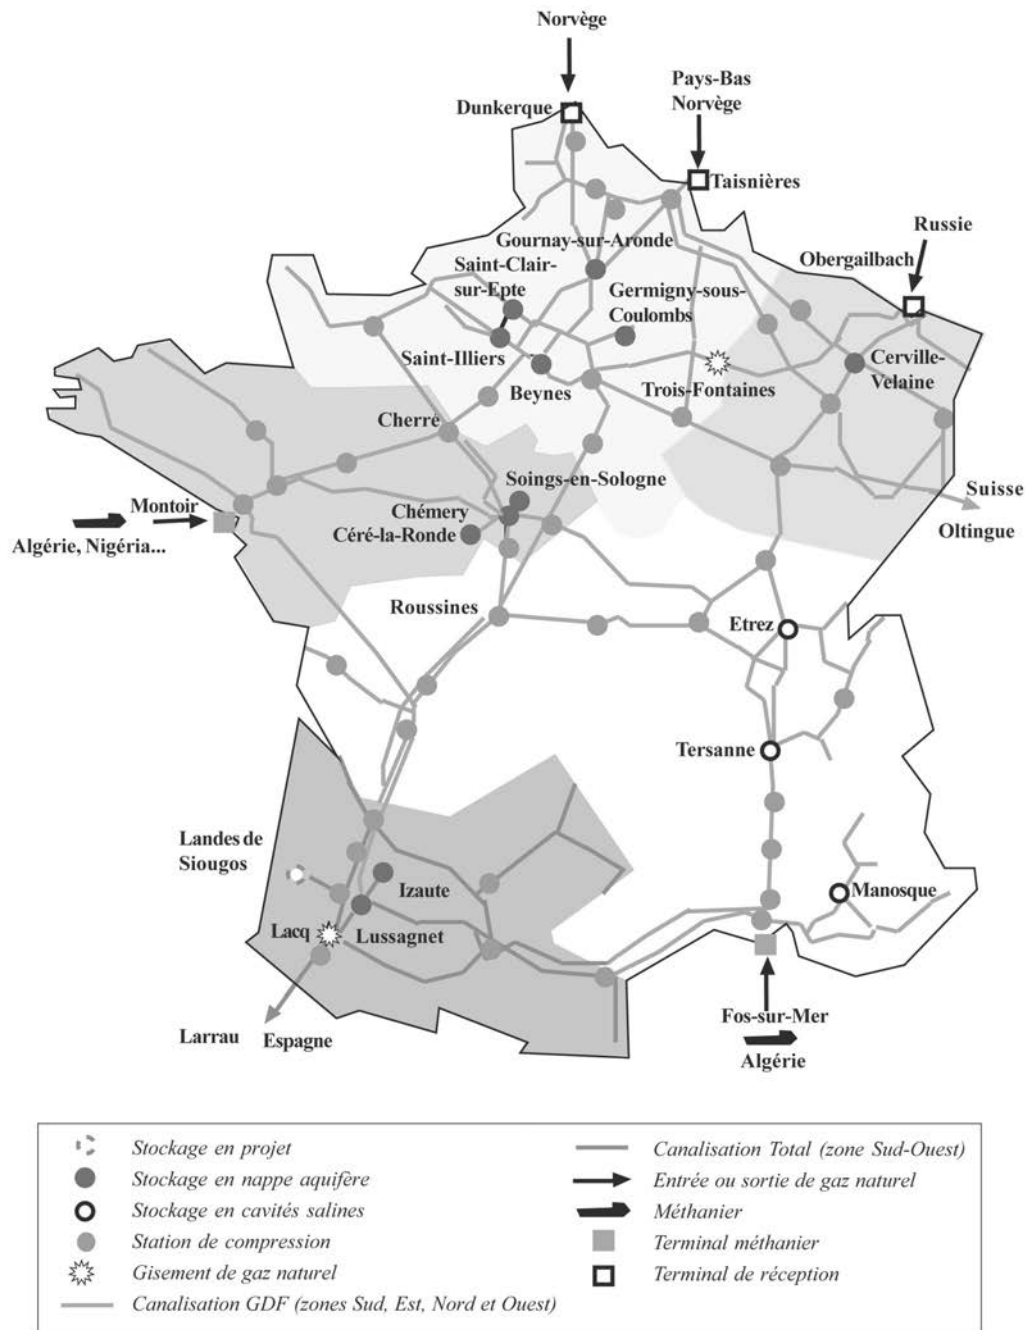 Norvège
Pays-Bas
Norvège
Dunkerque
Taisnières
Russie
Obergailbach
Gournay-sur-Aronde
Saint-Clair-
sur-Epte
Germigny-sous-
Coulombs
Saint-Illiers
Beynes
Trois-Fontaines
Cerville-
Velaine
Cherré
Soings-en-Sologne
Suisse
Oltingue
Montoir
Chémery
Céré-la-Ronde
Algérie, Nigéria...
Roussines
Etrez
Tersanne
Landes de
Siougos
Izaute
Manosque
Lacq
Lussagnet
Fos-sur-Mer
Larrau
Espagne
Algérie
Stockage en projet
Stockage en nappe aquifère
Stockage en cavités salines
Station de compression
Gisement de gaz naturel
Canalisation GDF (zones Sud, Est, Nord et Ouest)
Canalisation Total (zone Sud-Ouest)
Entrée ou sortie de gaz naturel
Méthanier
Terminal méthanier
Terminal de réception